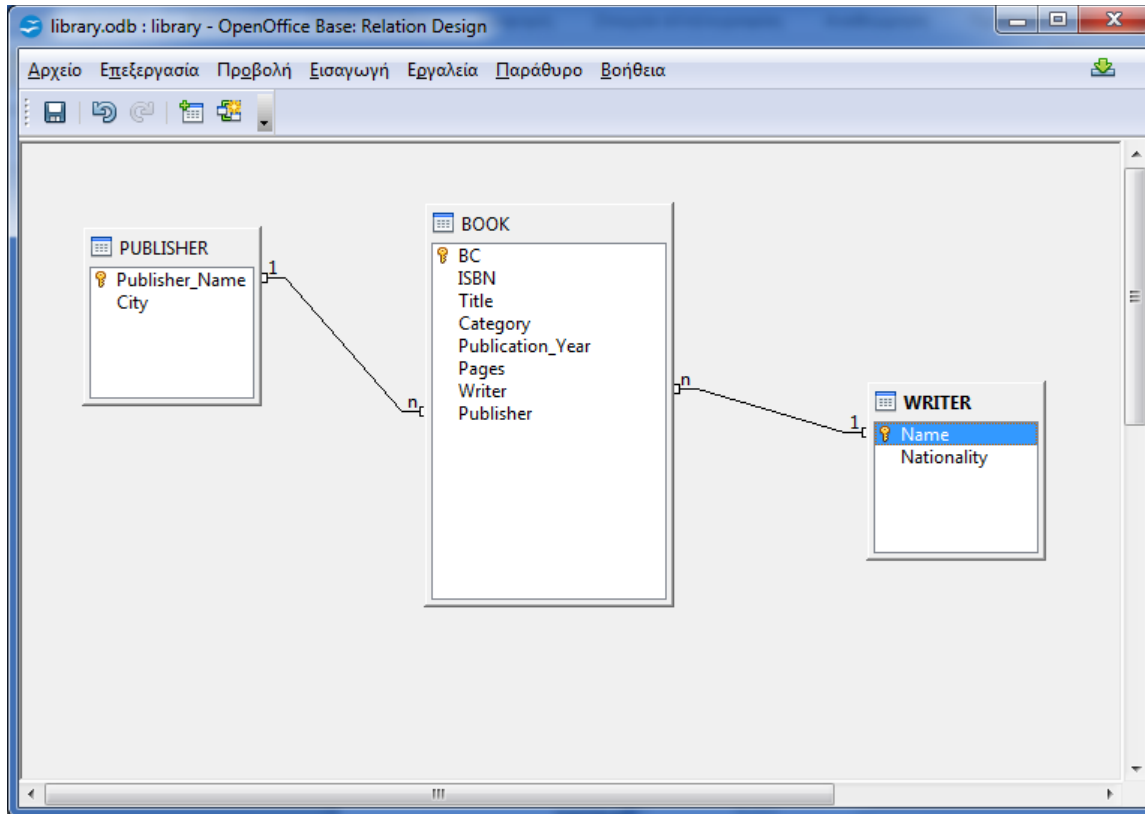 library.odb : library - OpenOffice Base: Relation Design
Αρχείο Επεξεργασία Προβολή Εισαγωγή Εργαλεία Παράθυρο Βοήθεια
PUBLISHER
Publisher_Name
City
1
n
BOOK
BC
ISBN
Title
Category
Publication_Year
Pages
Writer
Publisher
n
1
WRITER
Name
Nationality